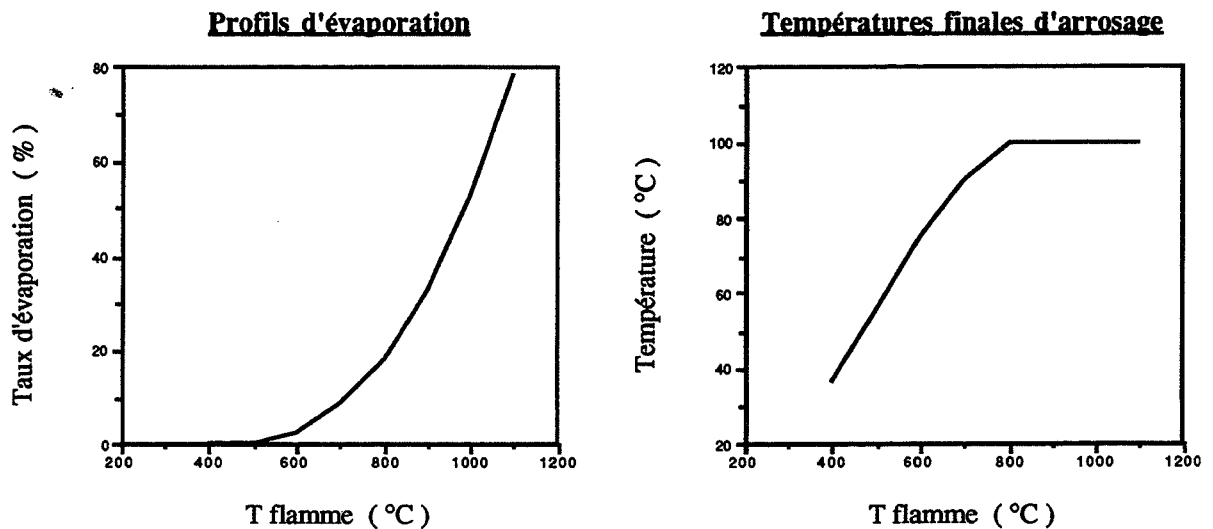 Profils d'évaporation
80
60
40
20
0
200 400 600 800 1000 1200
Taux d'évaporation ( % )
T flamme ( °C )
Températures finales d'arrosage
120
100
80
60
40
20
200 400 600 800 1000 1200
Température ( °C )
T flamme ( °C )